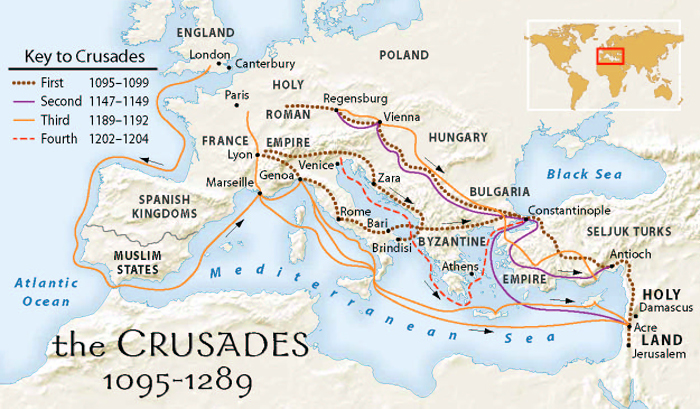 Key to Crusades
First 1095–1099
Second 1147–1149
Third 1189–1192
Fourth 1202–1204
ENGLAND
London
Canterbury
POLAND
Paris
HOLY
ROMAN
EMPIRE
Regensburg
Vienna
HUNGARY
FRANCE
Lyon
Venice
Genoa
Zara
Marseille
BULGARIA
Black Sea
SPANISH
KINGDOMS
Rome
Bari
Brindisi
Constantinople
BYZANTINE
EMPIRE
SELJUK TURKS
Antioch
MUSLIM
STATES
Athens
Atlantic
Ocean
Mediterranean Sea
HOLY
LAND
Damascus
Acre
Jerusalem
the CRUSADES
1095-1289